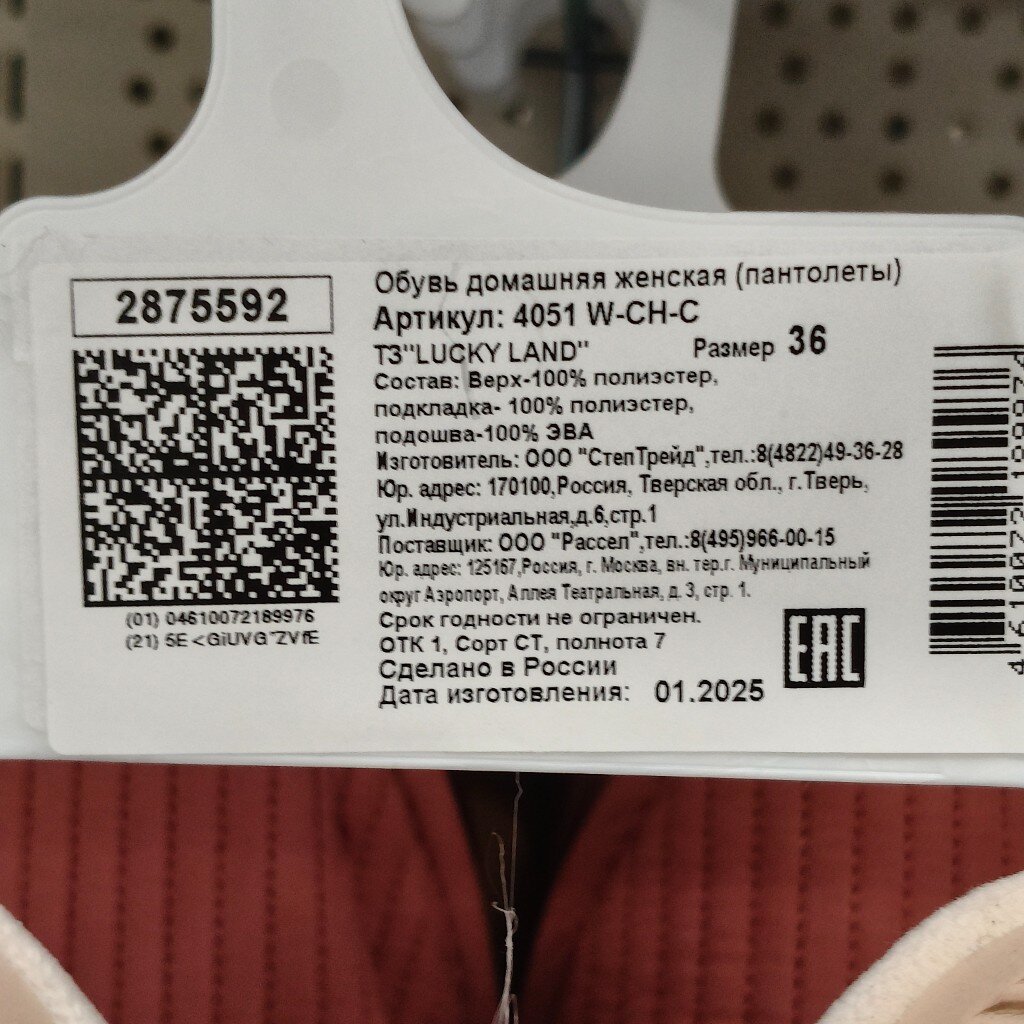 2875592
(01) 04610072189976
Обувь домашняя женская (пантолеты)
Артикул: 4051 W-CH-C
ТЗ"LUCKY LAND" Размер 36
Состав: Верх-100% полиэстер,
подкладка- 100% полиэстер,
подошва-100% ЭВА
Изготовитель: ООО "СтепТрейд",тел.:8(4822)49-36-28
Юр. адрес: 170100,Россия, Тверская обл., г.Тверь,
ул.Индустриальная,д.6,стр.1
Поставщик: ООО "Рассел",тел.:8(495)966-00-15
Юр. адрес: 125167,Россия, г. Москва, вн. тер.г. Муниципальный
округ Аэропорт, Аллея Театральная, д. 3, стр. 1.
Срок годности не ограничен.
ОТК 1, Сорт СТ, полнота 7
Сделано в России
Дата изготовления: 01.2025
EAC